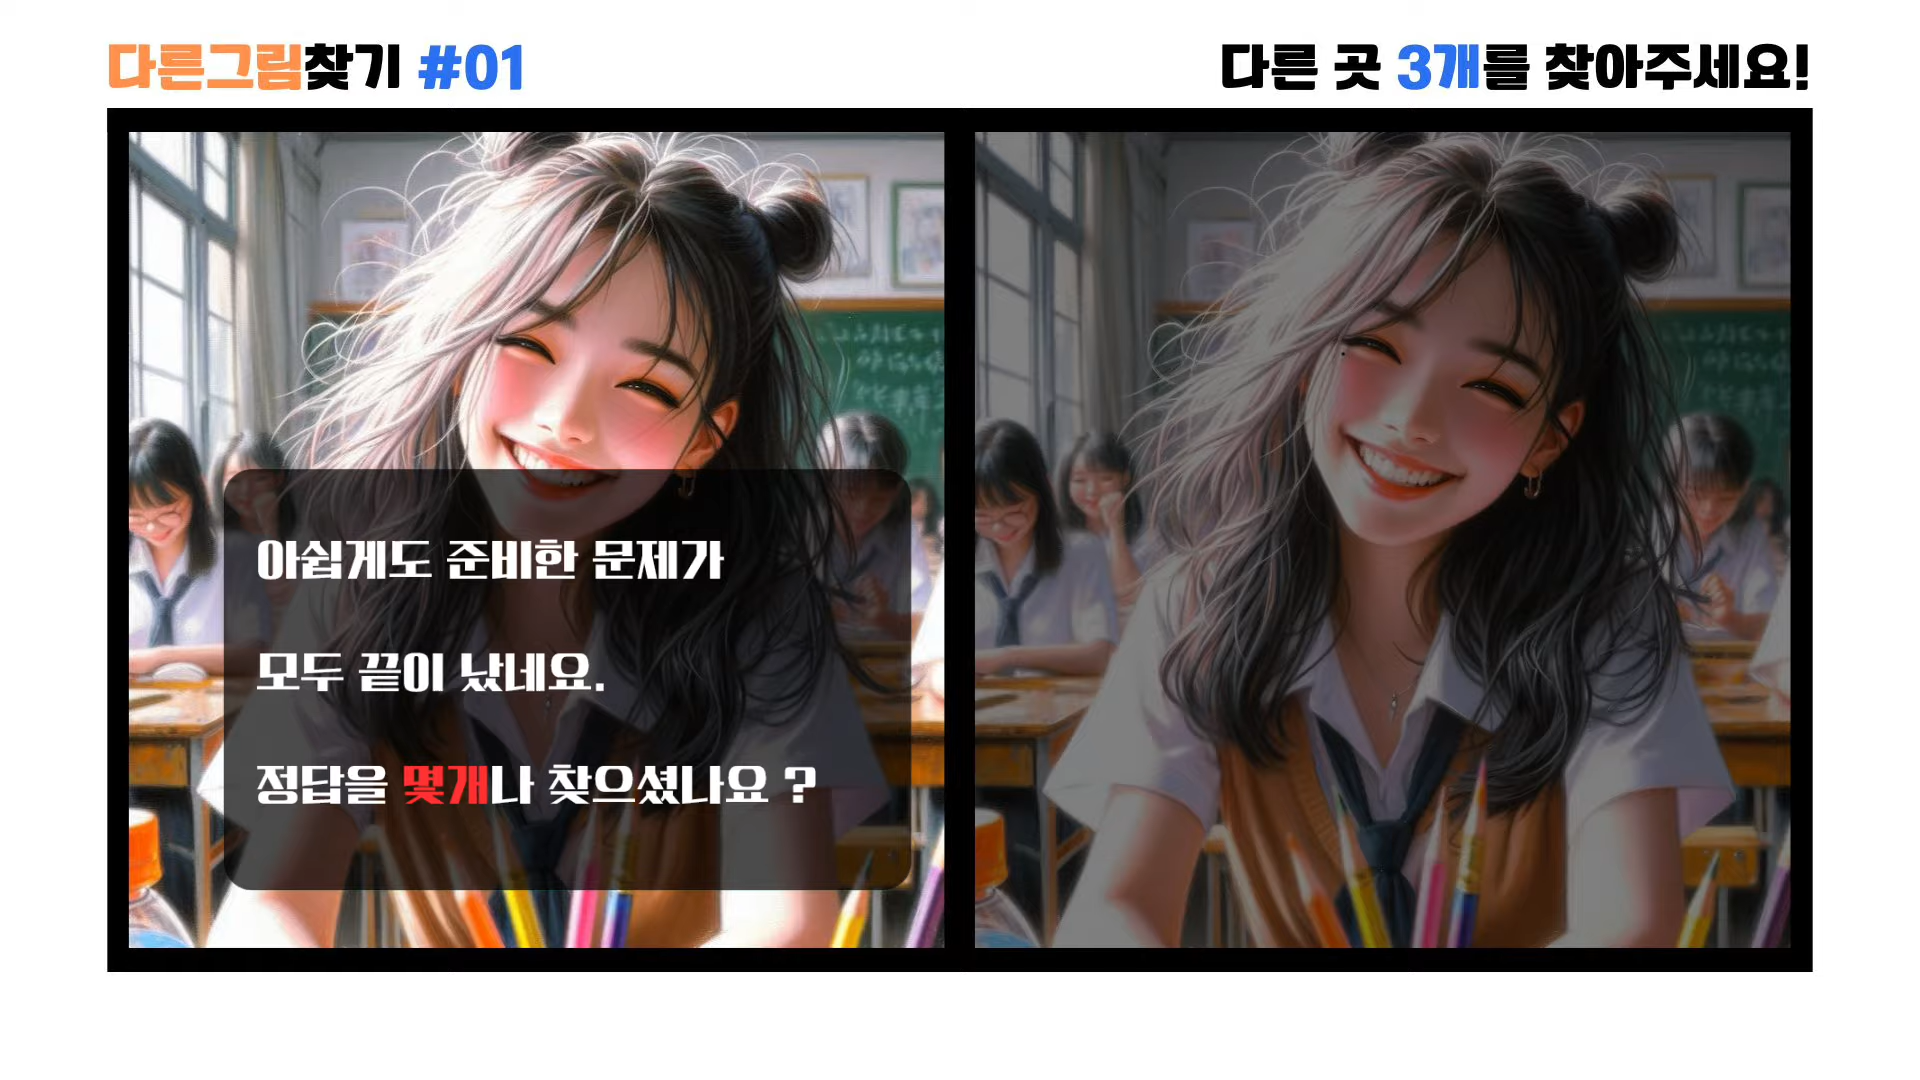 다른그림찾기 #01
다른 곳 3개를 찾아주세요!
아쉽게도 준비한 문제가
모두 끝이 났네요.
정답을 몇개나 찾으셨나요 ?